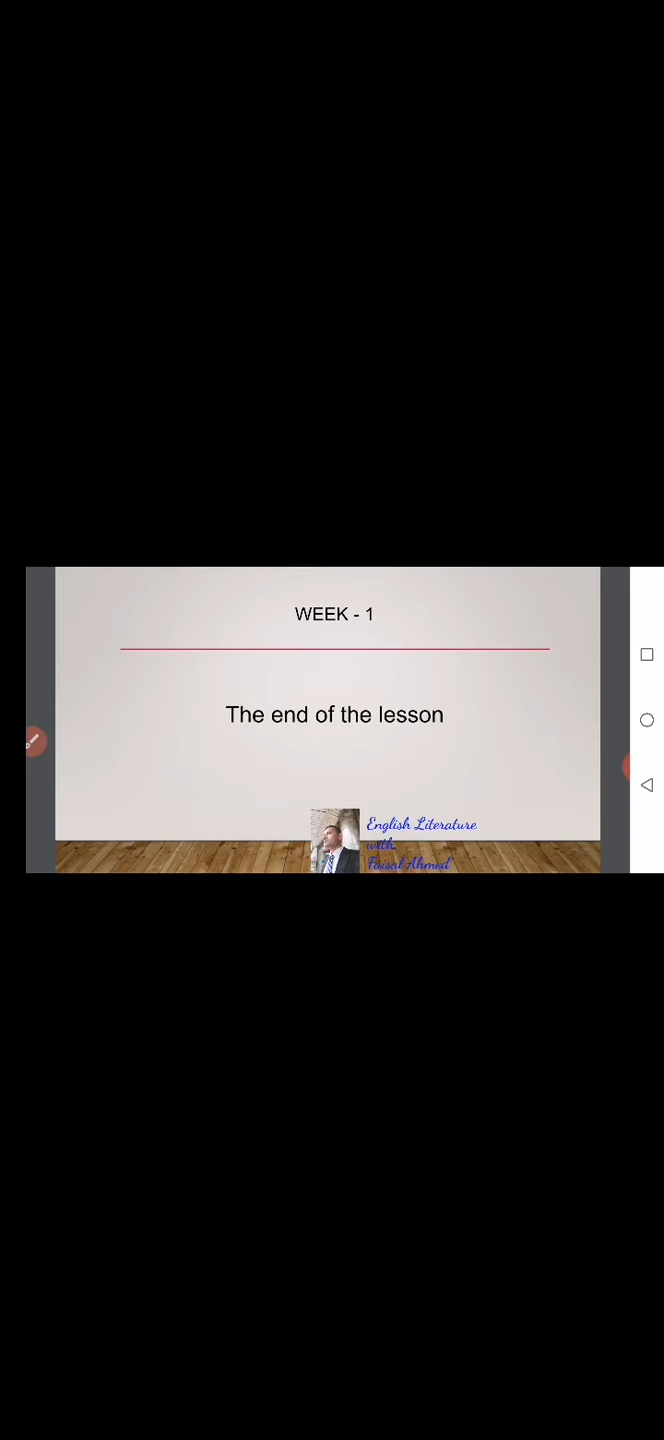 WEEK - 1
The end of the lesson
English Literature
with
Faisal Ahmed